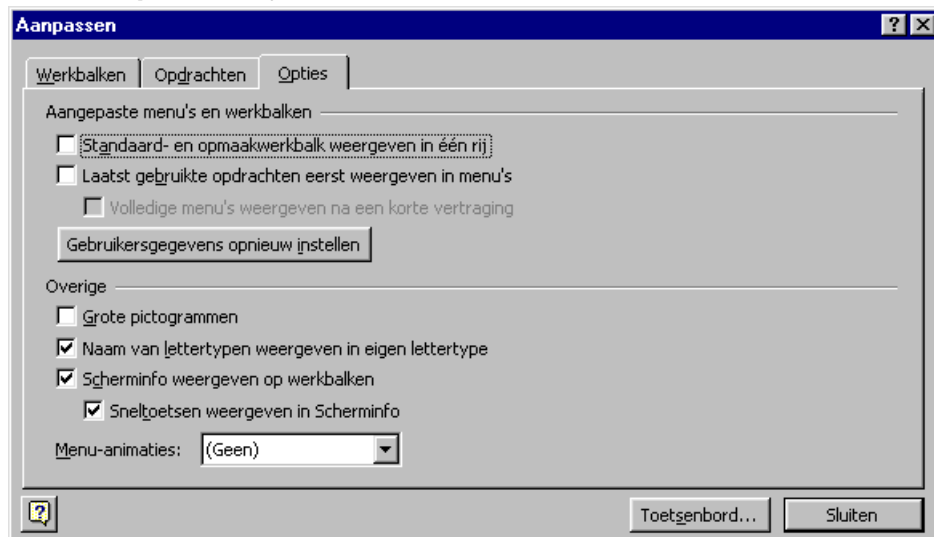 Aanpassen
Werkbalken Opdrachten Opties
Aangepaste menu's en werkbalken
Standaard- en opmaakwerkbalk weergeven in één rij
Laatst gebruikte opdrachten eerst weergeven in menu's
Volledige menu's weergeven na een korte vertraging
Gebruikersgegevens opnieuw instellen
Overige
Grote pictogrammen
Naam van lettertypen weergeven in eigen lettertype
Scherminfo weergeven op werkbalken
Sneltoetsen weergeven in Scherminfo
Menu-animaties: (Geen)
Toetsenbord... Sluiten